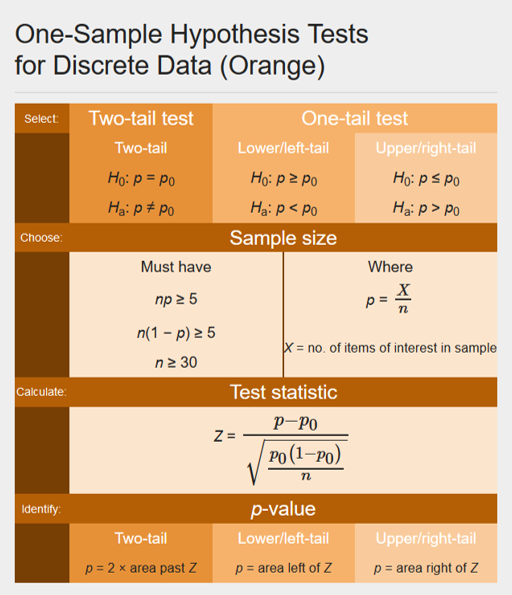 One-Sample Hypothesis Tests
for Discrete Data (Orange)
Select: Two-tail test One-tail test
Two-tail Lower/left-tail Upper/right-tail
H₀: p = p₀ H₀: p ≥ p₀ H₀: p ≤ p₀
Hₐ: p ≠ p₀ Hₐ: p < p₀ Hₐ: p > p₀
Choose: Sample size
Must have Where
np ≥ 5 p = X/n
n(1 − p) ≥ 5
X = no. of items of interest in sample
n ≥ 30
Calculate: Test statistic
Z = (p−p₀)/√(p₀(1−p₀)/n)
Identify: p-value
Two-tail Lower/left-tail Upper/right-tail
p = 2 × area past Z p = area left of Z p = area right of Z